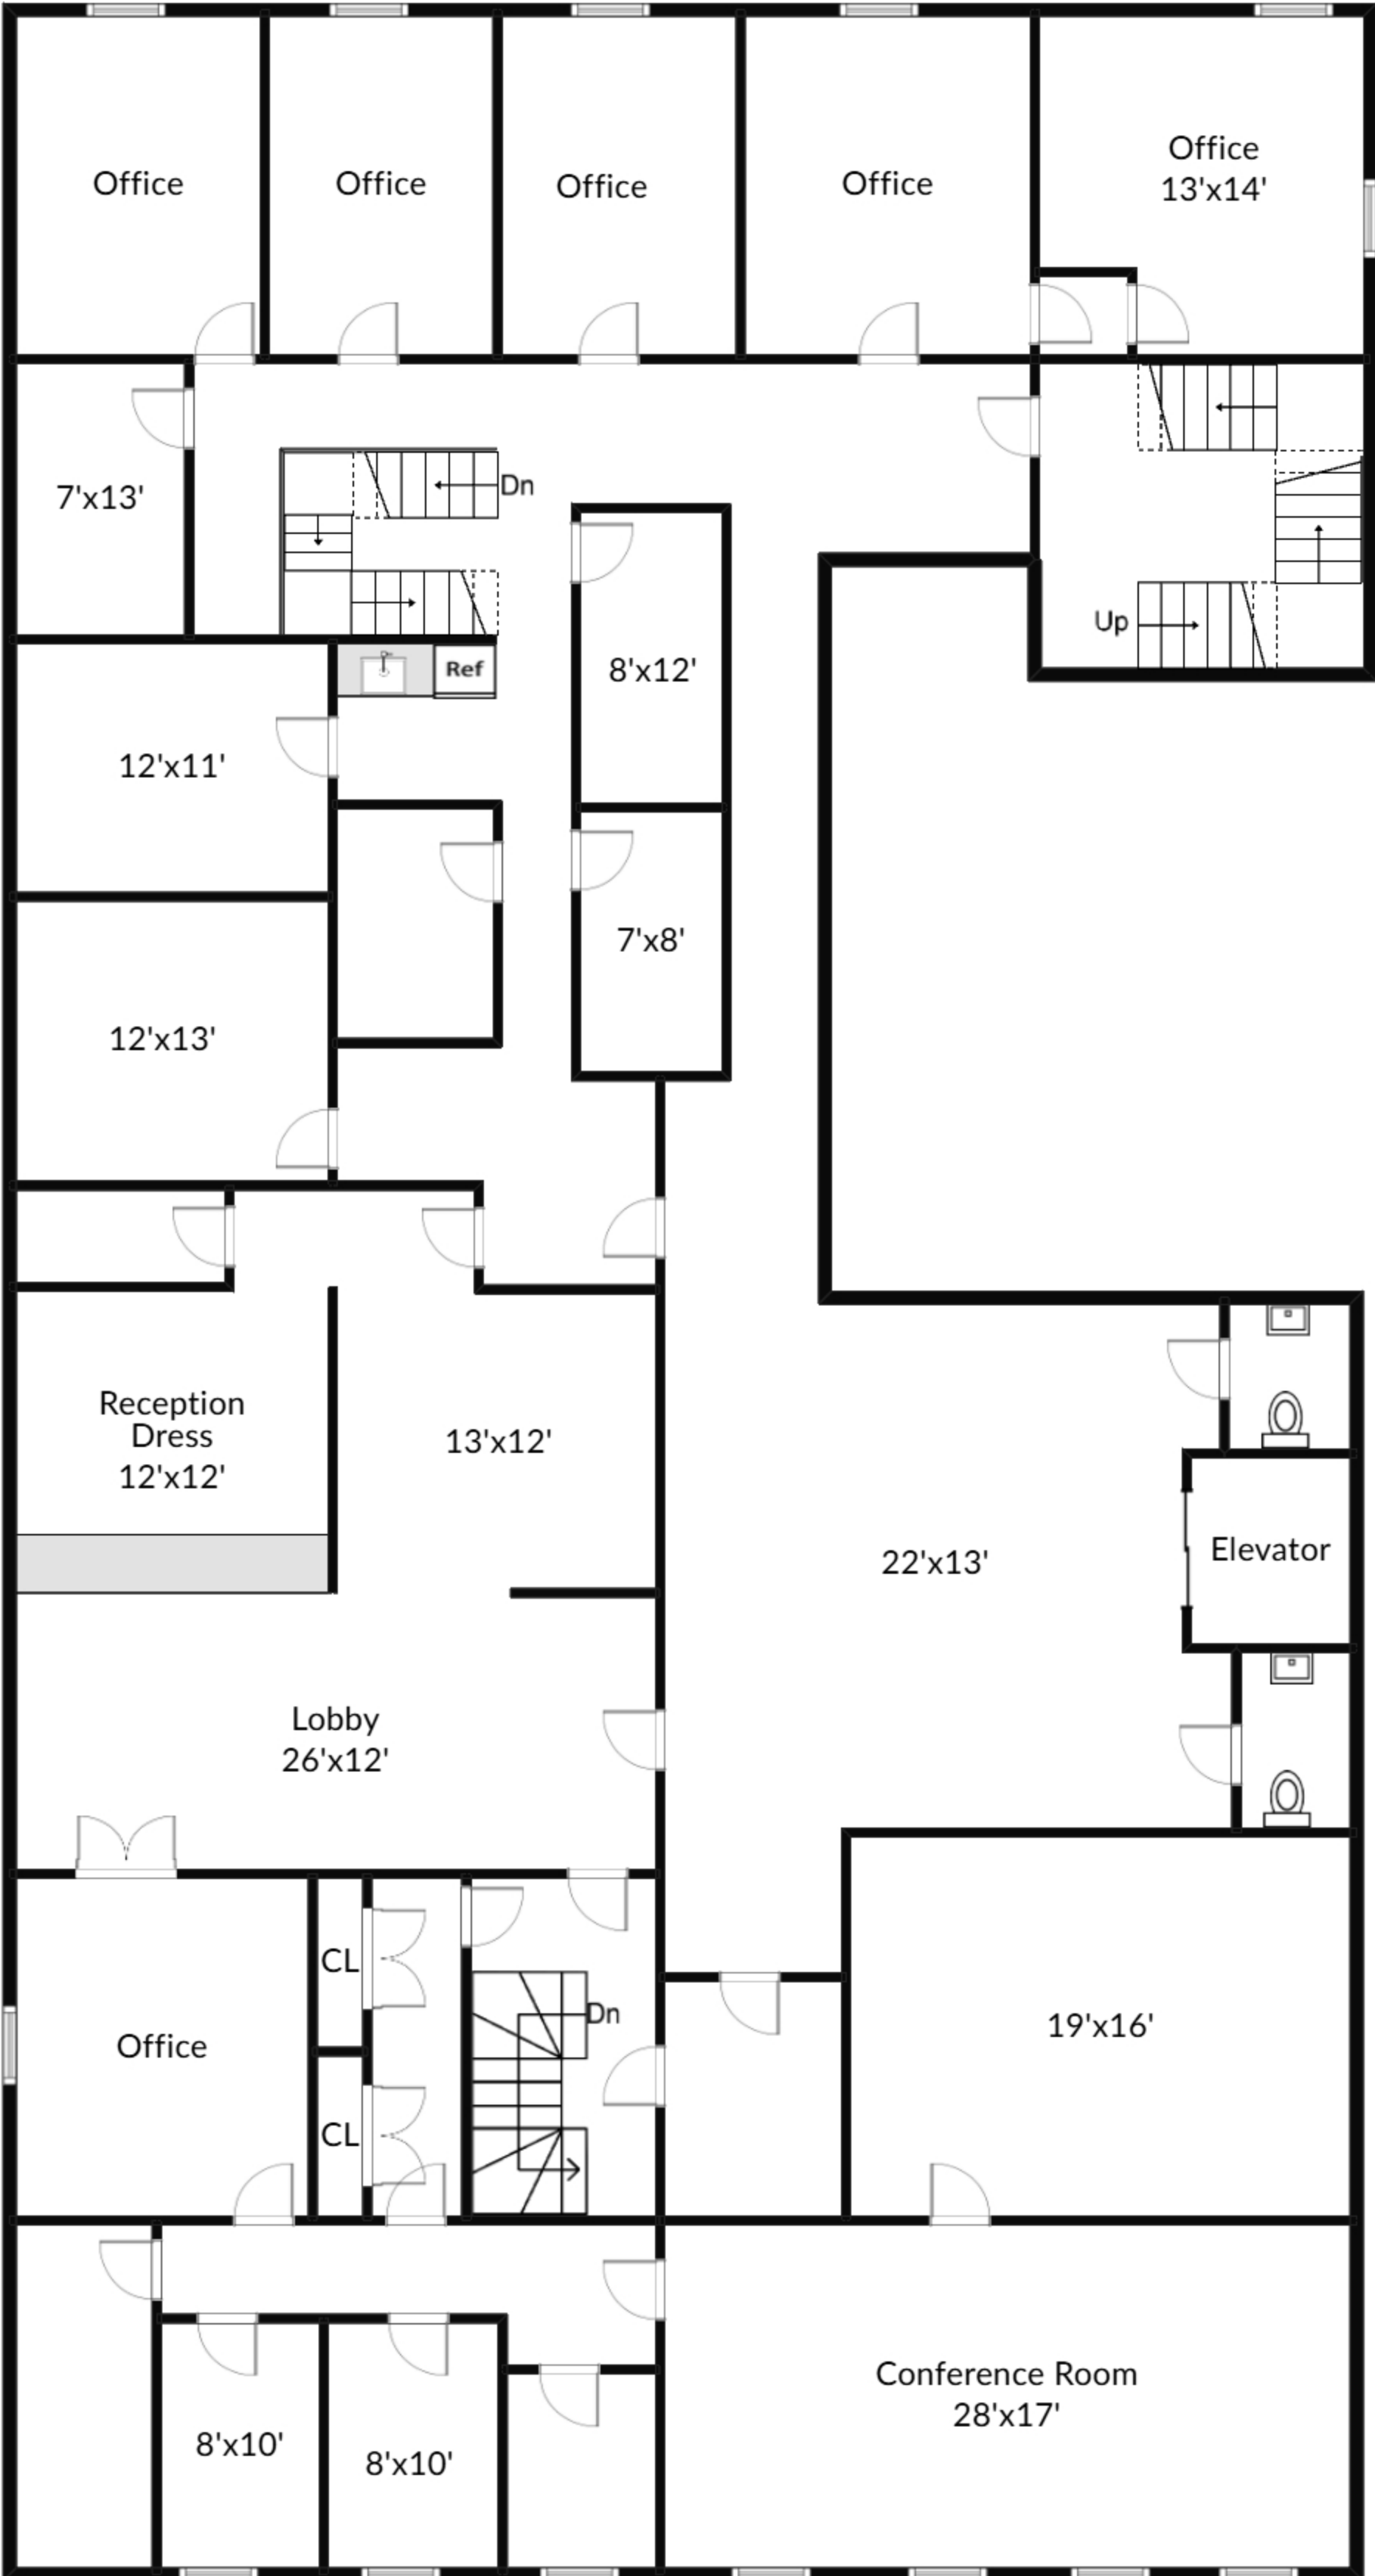 Office
Office
Office
Office
Office
13'x14'
7'x13'
Dn
Up
Ref
8'x12'
12'x11'
7'x8'
12'x13'
Reception
Dress
12'x12'
13'x12'
22'x13'
Elevator
Lobby
26'x12'
CL
Dn
Office
19'x16'
CL
Conference Room
28'x17'
8'x10'
8'x10'